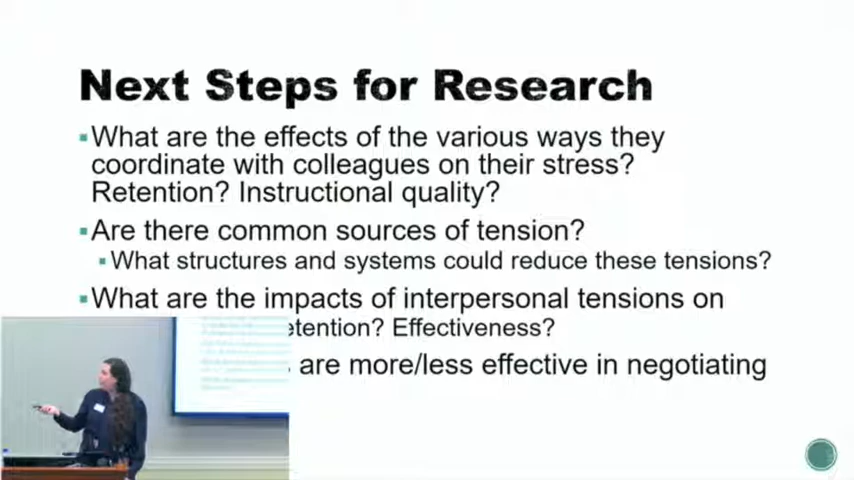 Next Steps for Research
What are the effects of the various ways they
coordinate with colleagues on their stress?
Retention? Instructional quality?
Are there common sources of tension?
What structures and systems could reduce these tensions?
What are the impacts of interpersonal tensions on
etention? Effectiveness?
are more/less effective in negotiating